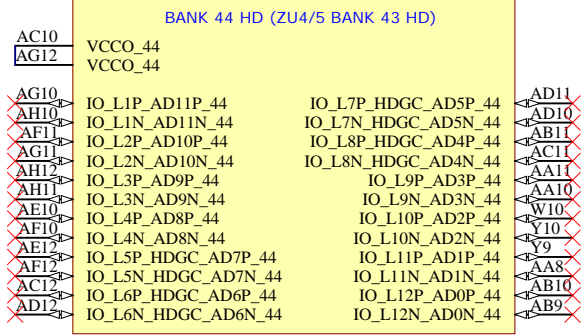 BANK 44 HD (ZU4/5 BANK 43 HD)
AC10 VCCO_44
AG12 VCCO_44
AG10 IO_L1P_AD11P_44 IO_L7P_HDGC_AD5P_44 AD11
AH10 IO_L1N_AD11N_44 IO_L7N_HDGC_AD5N_44 AD10
AF11 IO_L2P_AD10P_44 IO_L8P_HDGC_AD4P_44 AB11
AG11 IO_L2N_AD10N_44 IO_L8N_HDGC_AD4N_44 AC11
AH12 IO_L3P_AD9P_44 IO_L9P_AD3P_44 AA11
AH11 IO_L3N_AD9N_44 IO_L9N_AD3N_44 AA10
AE10 IO_L4P_AD8P_44 IO_L10P_AD2P_44 W10
AF10 IO_L4N_AD8N_44 IO_L10N_AD2N_44 Y10
AE12 IO_L5P_HDGC_AD7P_44 IO_L11P_AD1P_44 Y9
AF12 IO_L5N_HDGC_AD7N_44 IO_L11N_AD1N_44 AA8
AC12 IO_L6P_HDGC_AD6P_44 IO_L12P_AD0P_44 AB10
AD12 IO_L6N_HDGC_AD6N_44 IO_L12N_AD0N_44 AB9